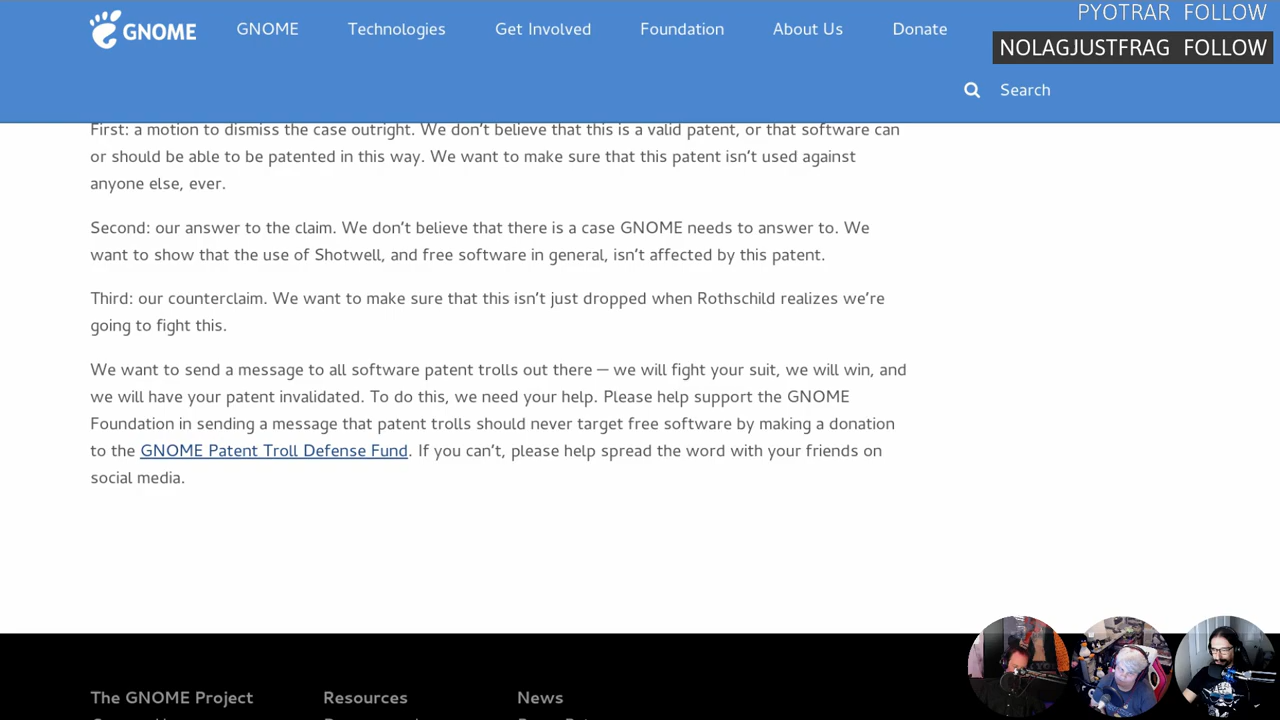 PYOTRAR FOLLOW
GNOME GNOME Technologies Get Involved Foundation About Us Donate
NOLAGJUSTFRAG FOLLOW
Search
First: a motion to dismiss the case outright. We don't believe that this is a valid patent, or that software can
or should be able to be patented in this way. We want to make sure that this patent isn't used against
anyone else, ever.
Second: our answer to the claim. We don't believe that there is a case GNOME needs to answer to. We
want to show that the use of Shotwell, and free software in general, isn't affected by this patent.
Third: our counterclaim. We want to make sure that this isn't just dropped when Rothschild realizes we're
going to fight this.
We want to send a message to all software patent trolls out there — we will fight your suit, we will win, and
we will have your patent invalidated. To do this, we need your help. Please help support the GNOME
Foundation in sending a message that patent trolls should never target free software by making a donation
to the GNOME Patent Troll Defense Fund. If you can't, please help spread the word with your friends on
social media.
The GNOME Project Resources News